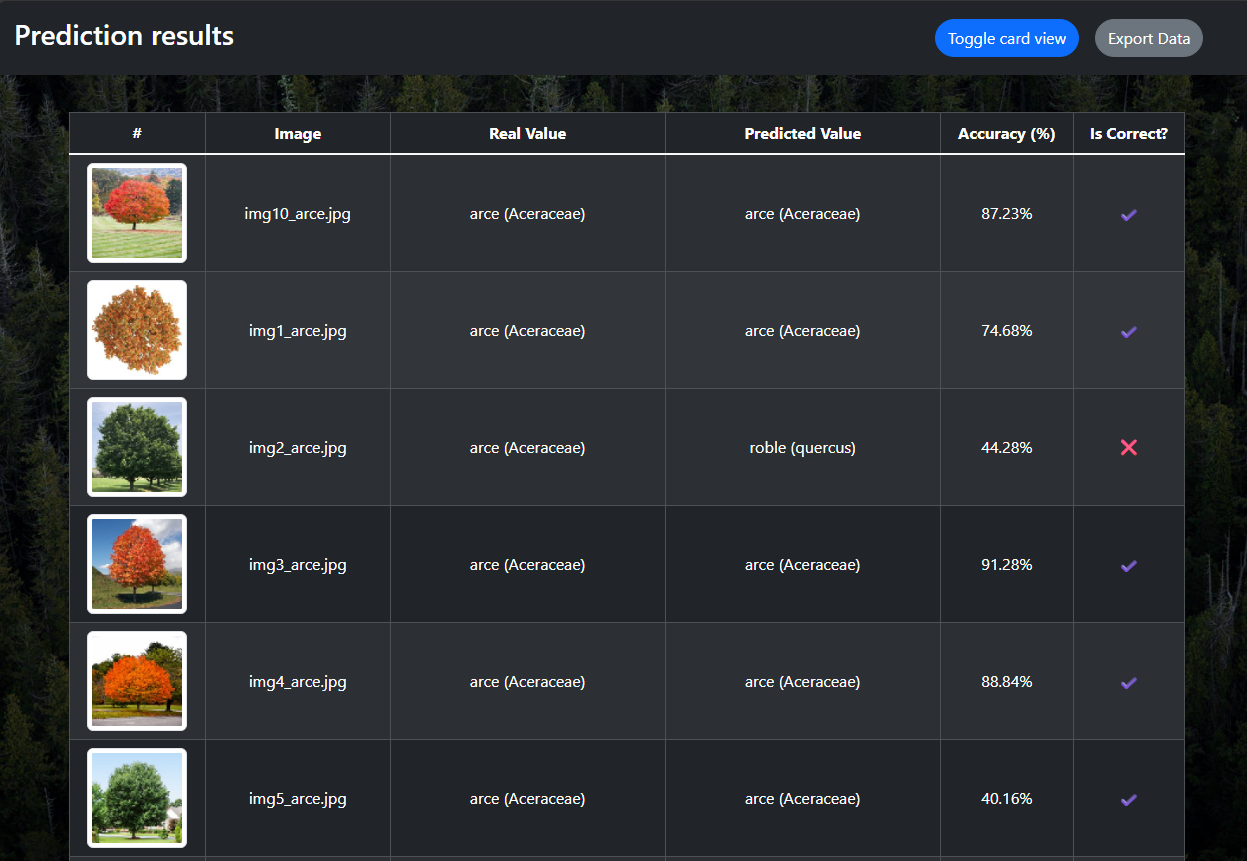 Prediction results
Toggle card view
Export Data
# Image Real Value Predicted Value Accuracy (%) Is Correct?
img10_arce.jpg arce (Aceraceae) arce (Aceraceae) 87.23%
img1_arce.jpg arce (Aceraceae) arce (Aceraceae) 74.68%
img2_arce.jpg arce (Aceraceae) roble (quercus) 44.28%
img3_arce.jpg arce (Aceraceae) arce (Aceraceae) 91.28%
img4_arce.jpg arce (Aceraceae) arce (Aceraceae) 88.84%
img5_arce.jpg arce (Aceraceae) arce (Aceraceae) 40.16%